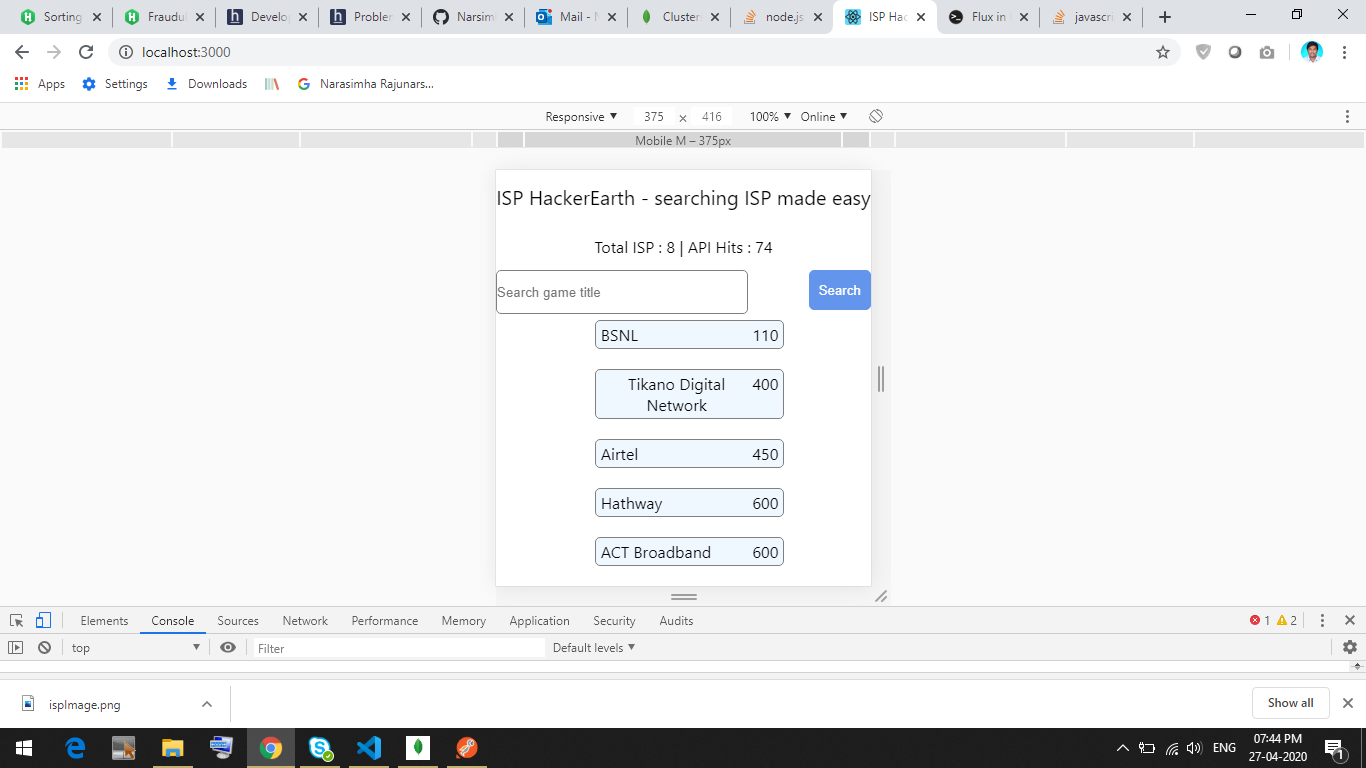 Sorting
Fraudul
Develop
Problem
Narsim
Mail - N
Cluster
node.js
ISP Hac
Flux in
javascri
localhost:3000
Apps Settings Downloads Narasimha Rajunars...
Responsive 375 × 416 100% Online
Mobile M – 375px
ISP HackerEarth - searching ISP made easy
Total ISP : 8 | API Hits : 74
Search game title Search
BSNL 110
Tikano Digital 400
Network
Airtel 450
Hathway 600
ACT Broadband 600
Elements Console Sources Network Performance Memory Application Security Audits 1 2
top Filter Default levels
ispImage.png Show all
ENG 07:44 PM
27-04-2020
1